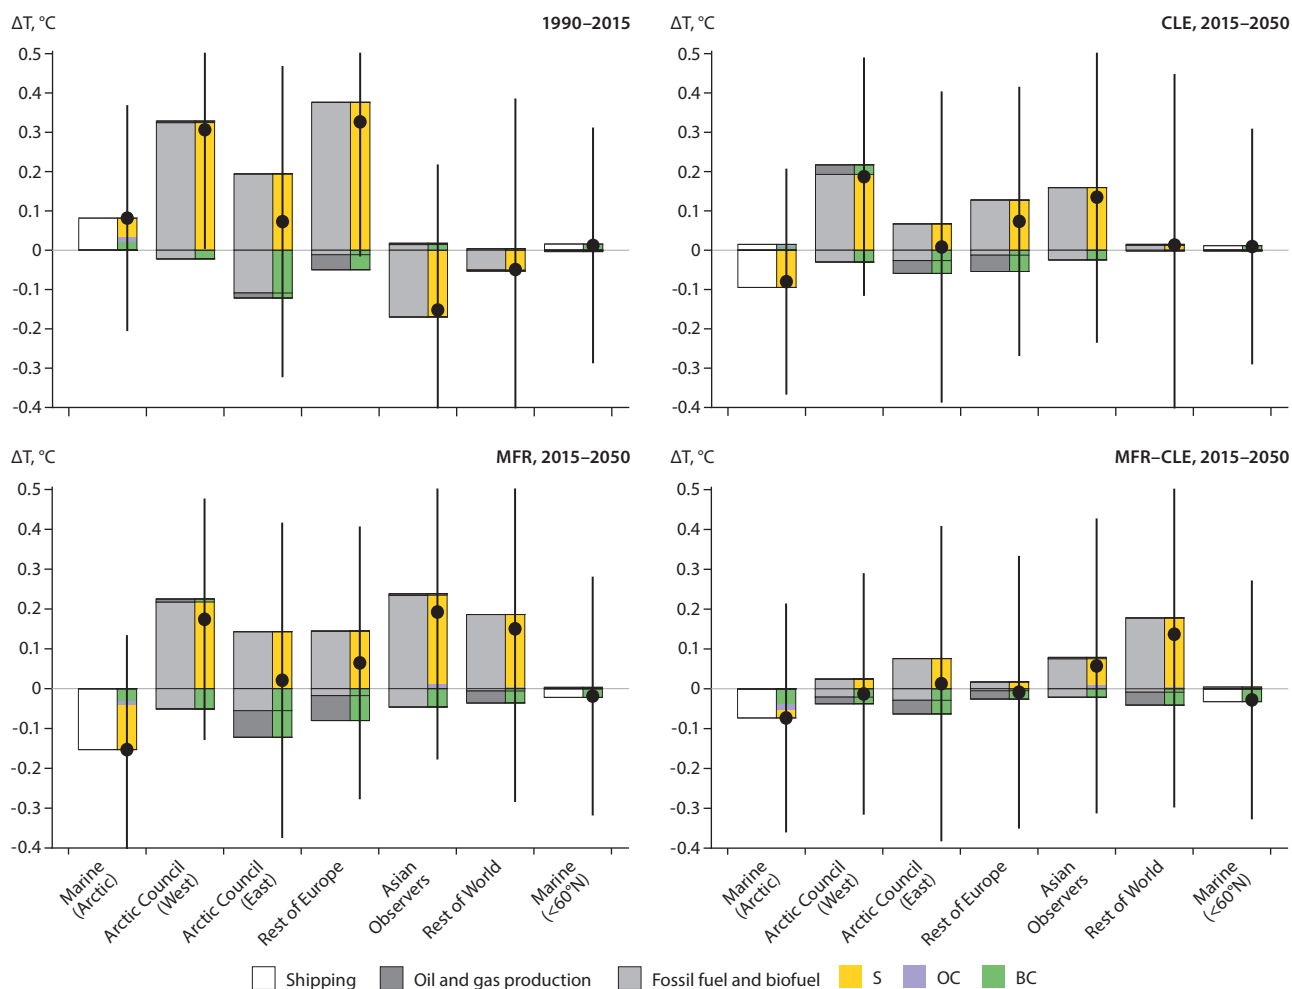 ΔT, °C
1990–2015
0.5
0.4
0.3
0.2
0.1
0
-0.1
-0.2
-0.3
-0.4
ΔT, °C
CLE, 2015–2050
0.5
0.4
0.3
0.2
0.1
0
-0.1
-0.2
-0.3
-0.4
ΔT, °C
MFR, 2015–2050
0.5
0.4
0.3
0.2
0.1
0
-0.1
-0.2
-0.3
-0.4
Marine
(Arctic)
Arctic Council
(West)
Arctic Council
(East)
Rest of Europe
Asian
Observers
Rest of World
Marine
(<60°N)
ΔT, °C
MFR–CLE, 2015–2050
0.5
0.4
0.3
0.2
0.1
0
-0.1
-0.2
-0.3
-0.4
Marine
(Arctic)
Arctic Council
(West)
Arctic Council
(East)
Rest of Europe
Asian
Observers
Rest of World
Marine
(<60°N)
Shipping
Oil and gas production
Fossil fuel and biofuel
S
OC
BC